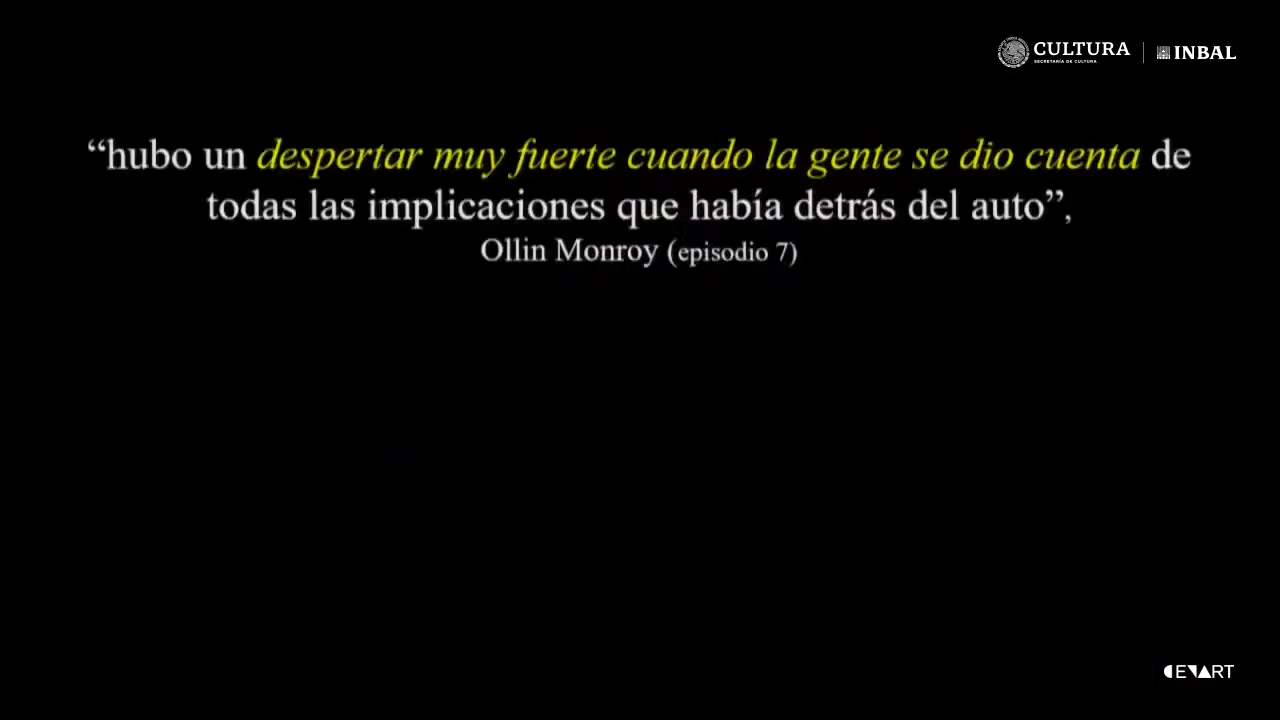 CULTURA
SECRETARÍA DE CULTURA
INBAL
“hubo un despertar muy fuerte cuando la gente se dio cuenta de
todas las implicaciones que había detrás del auto”,
Ollin Monroy (episodio 7)
CENART